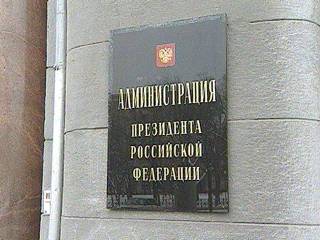 АДМИНИСТРАЦИЯ
ПРЕЗИДЕНТА
РОССИЙСКОЙ
ФЕДЕРАЦИИ